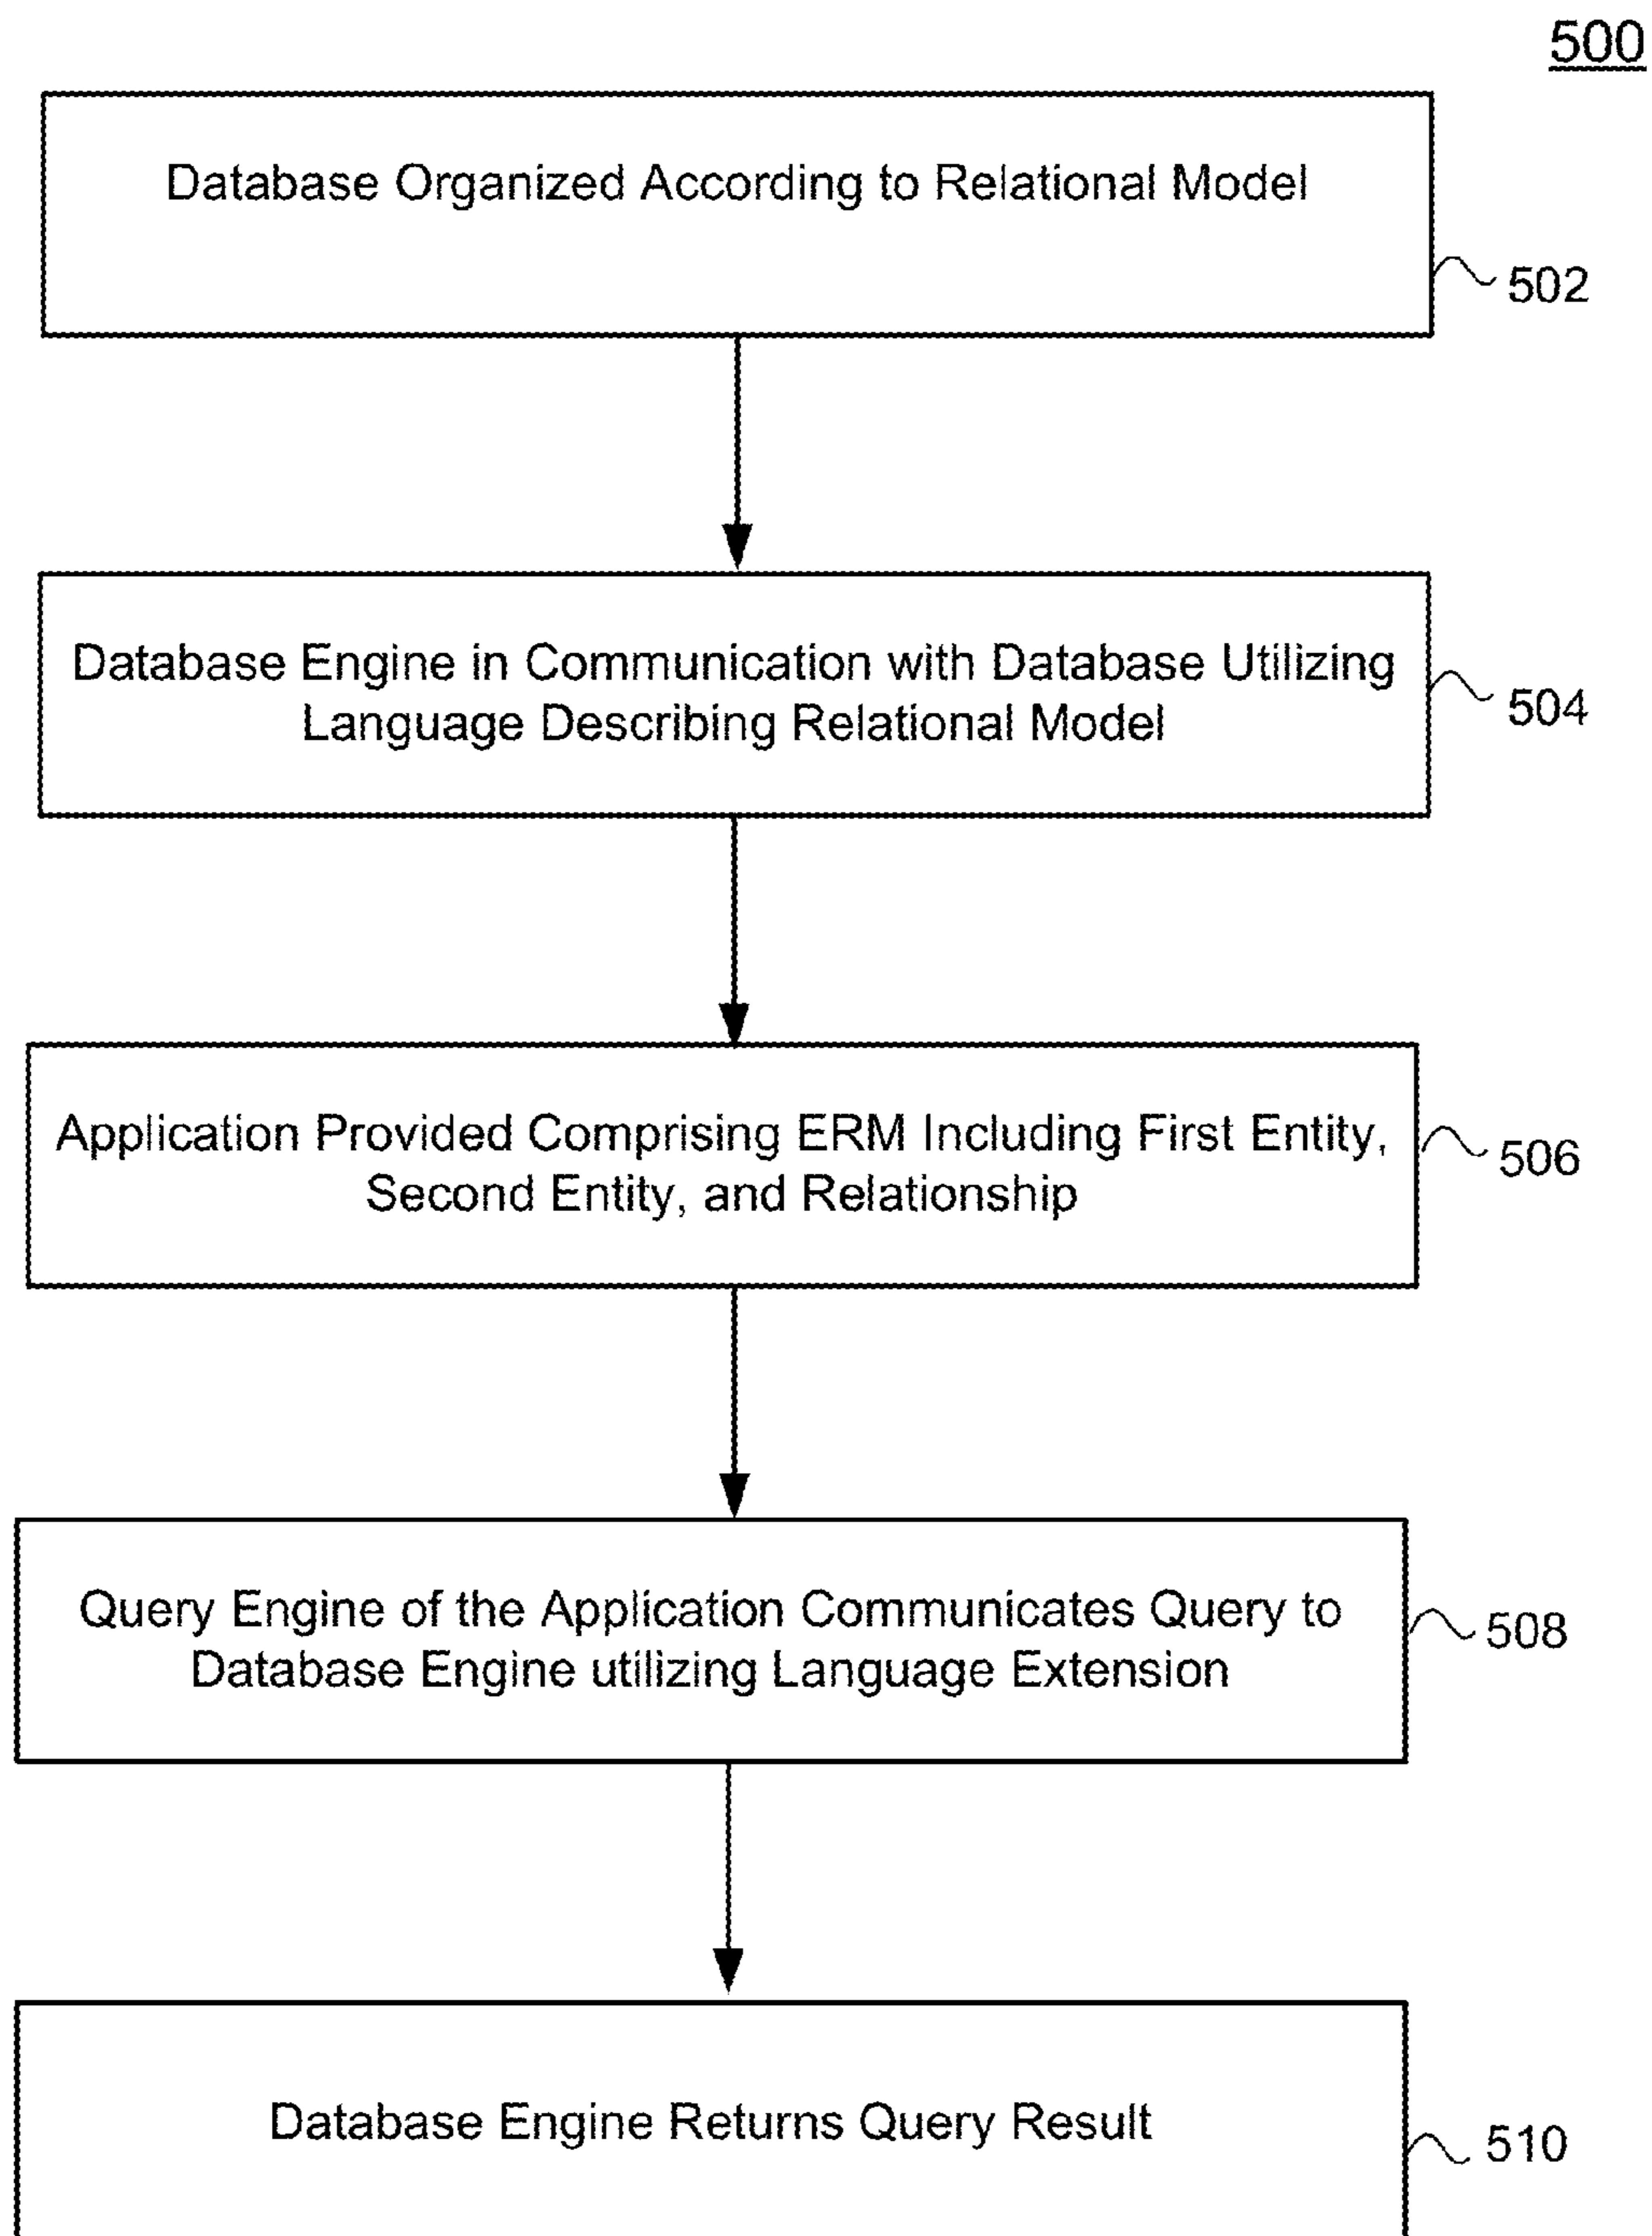 500
Database Organized According to Relational Model
502
Database Engine in Communication with Database Utilizing
Language Describing Relational Model
504
Application Provided Comprising ERM Including First Entity,
Second Entity, and Relationship
506
Query Engine of the Application Communicates Query to
Database Engine utilizing Language Extension
508
Database Engine Returns Query Result
510